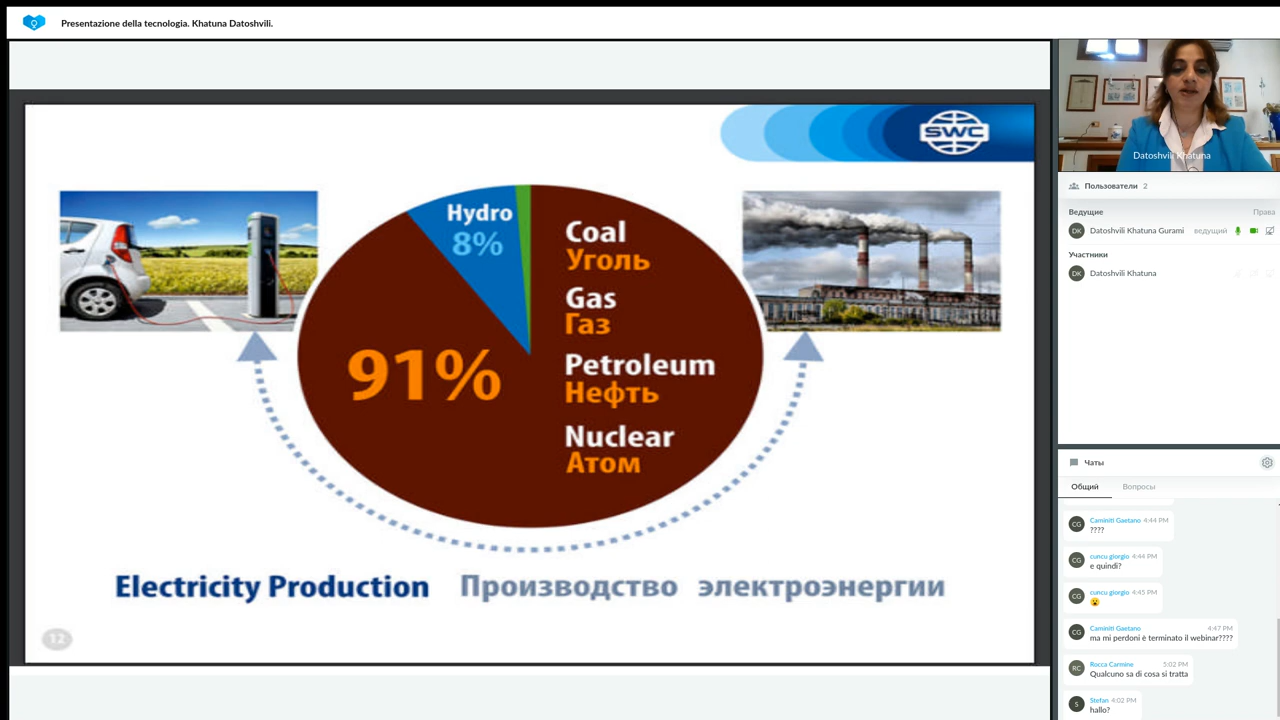 Presentazione della tecnologia. Khatuna Datoshvili.
SWC
Hydro
8%
91%
Coal
Уголь
Gas
Газ
Petroleum
Нефть
Nuclear
Атом
Electricity Production Производство электроэнергии
12
Datoshvili Khatuna
Пользователи 2
Ведущие Права
DK Datoshvili Khatuna Gurami ведущий
Участники
DK Datoshvili Khatuna
Чаты
Общий Вопросы
CG Caminiti Gaetano 4:44 PM
????
CG cuncu giorgio 4:44 PM
e quindi?
CG cuncu giorgio 4:45 PM
😮
CG Caminiti Gaetano 4:47 PM
ma mi perdoni è terminato il webinar????
RC Rocca Carmine 5:02 PM
Qualcuno sa di cosa si tratta
S Stefan 4:02 PM
hallo?